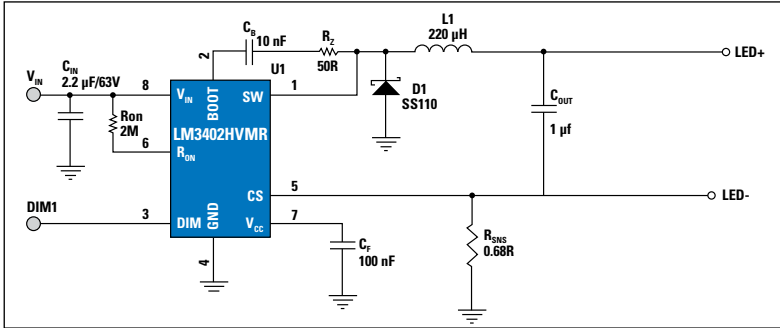 L1
220 µH
C_B
10 nF
R_Z
50R
2
LED+
V_IN
C_IN
2.2 µF/63V
U1
8
V_IN
BOOT
SW
1
D1
SS110
C_OUT
1 µf
Ron
2M
LM3402HVMR
6
R_ON
5
CS
LED-
DIM1
3
DIM
GND
V_CC
7
R_SNS
0.68R
C_F
100 nF
4